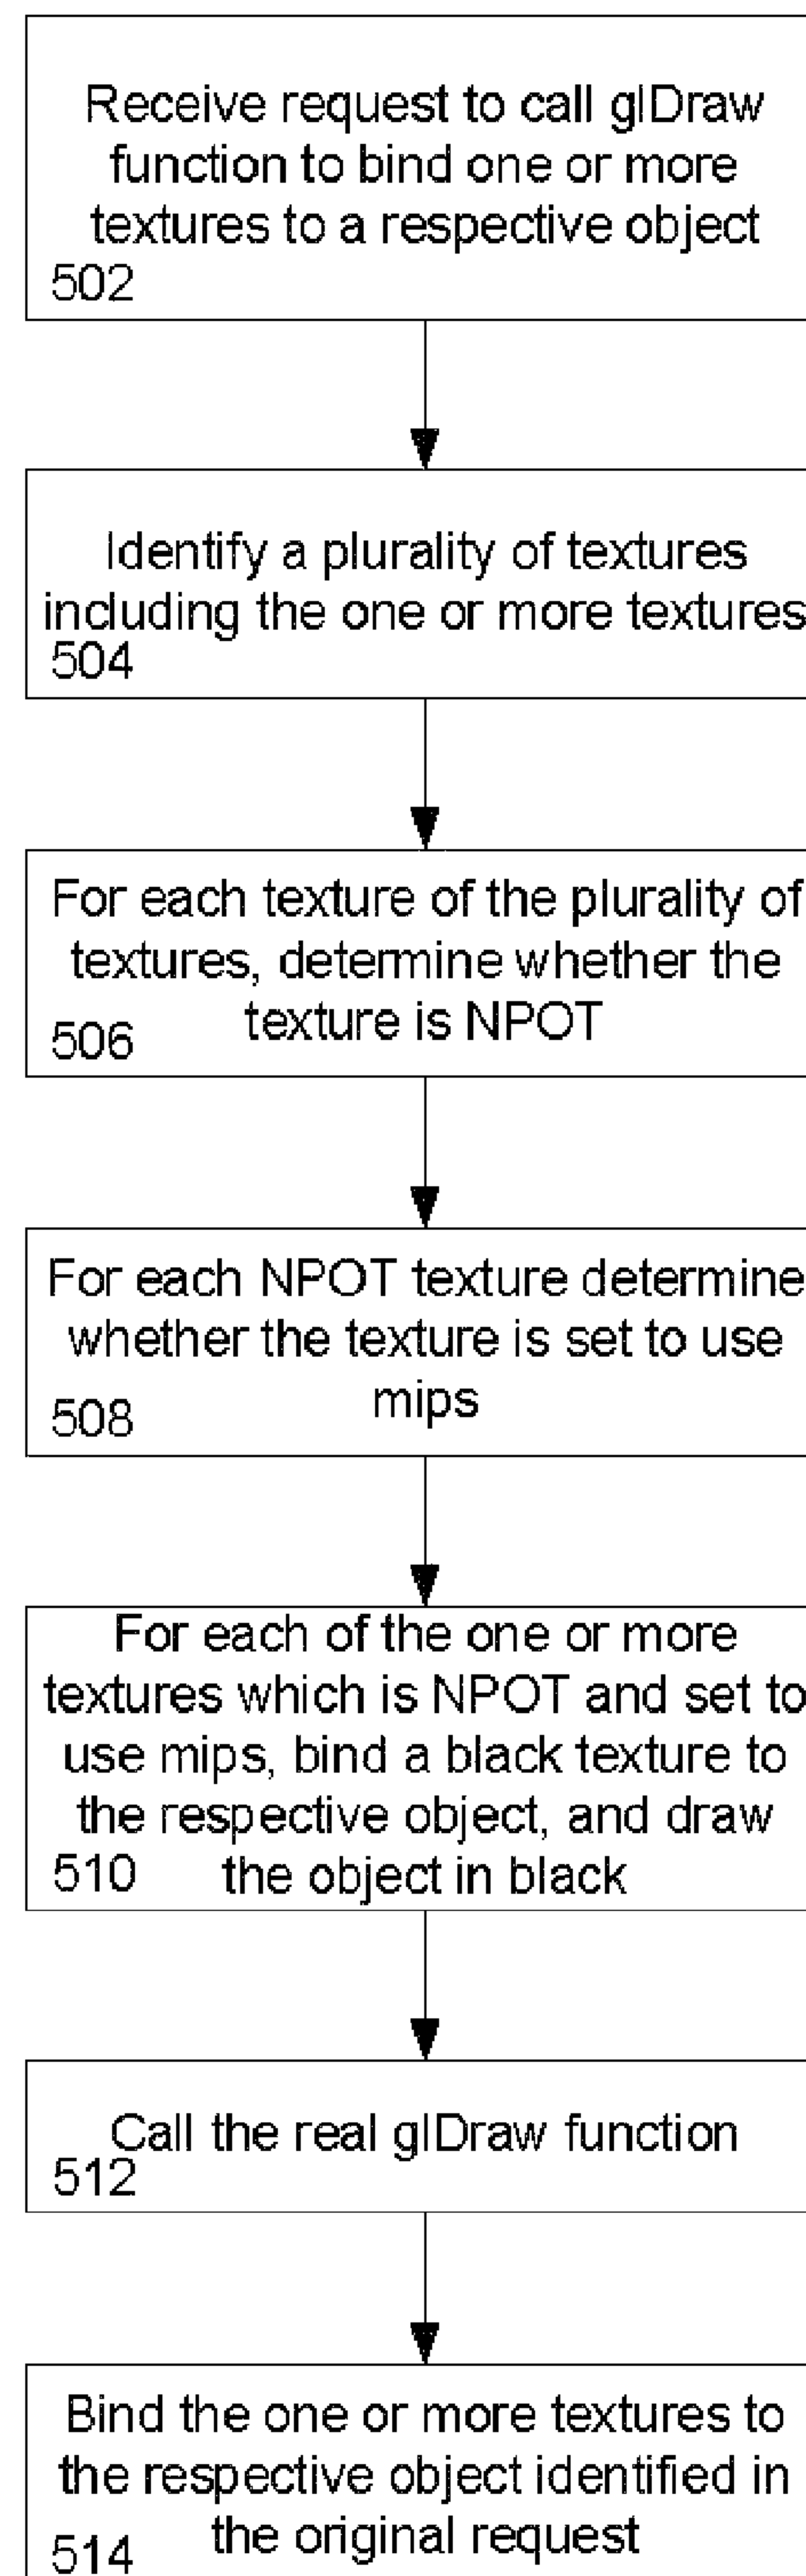 Receive request to call glDraw
function to bind one or more
textures to a respective object
502
Identify a plurality of textures
including the one or more textures
504
For each texture of the plurality of
textures, determine whether the
texture is NPOT
506
For each NPOT texture determine
whether the texture is set to use
mips
508
For each of the one or more
textures which is NPOT and set to
use mips, bind a black texture to
the respective object, and draw
the object in black
510
Call the real glDraw function
512
Bind the one or more textures to
the respective object identified in
the original request
514